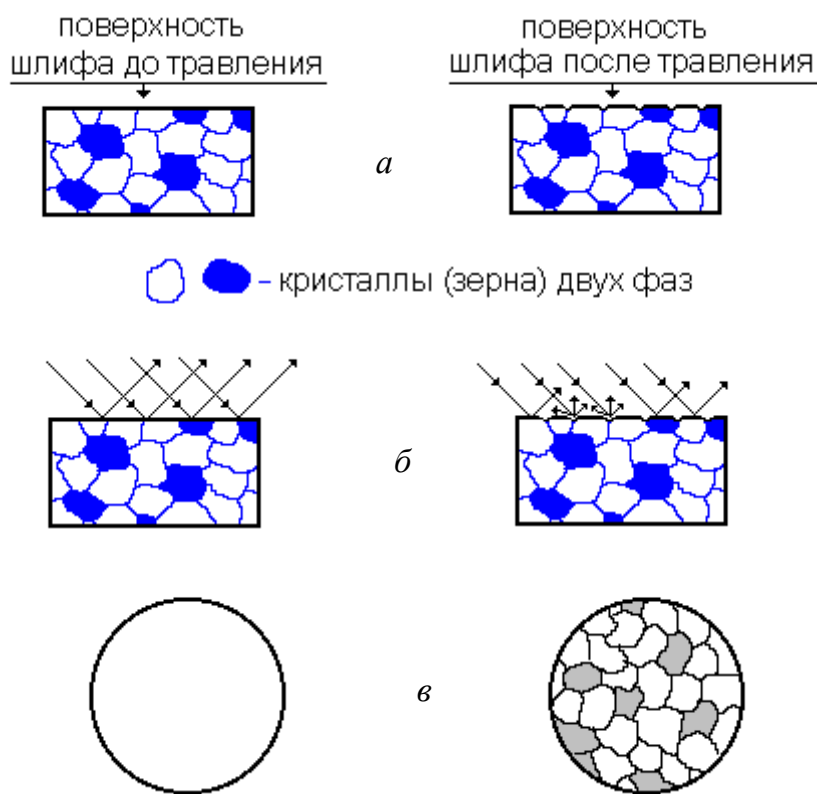 поверхность
шлифа до травления
поверхность
шлифа после травления
а
– кристаллы (зерна) двух фаз
б
в